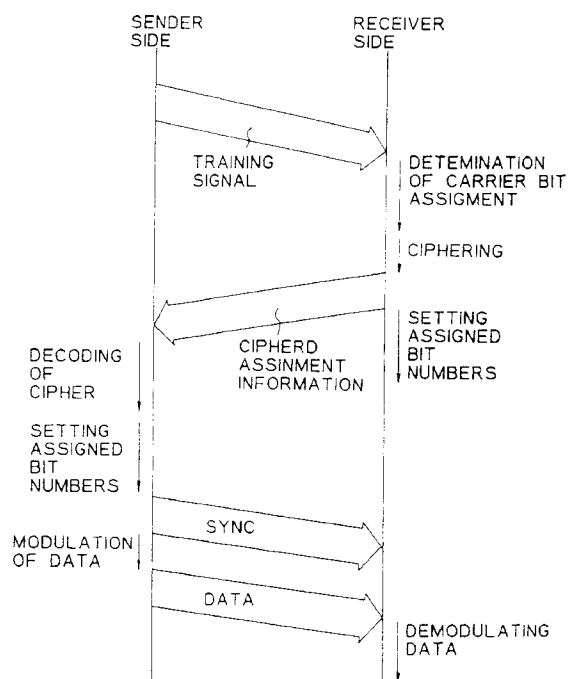 SENDER
SIDE
RECEIVER
SIDE
TRAINING
SIGNAL
DETEMINATION
OF CARRIER BIT
ASSIGMENT
CIPHERING
CIPHERD
ASSINMENT
INFORMATION
SETTING
ASSIGNED
BIT
NUMBERS
DECODING
OF
CIPHER
SETTING
ASSIGNED
BIT
NUMBERS
SYNC
MODULATION
OF DATA
DATA
DEMODULATING
DATA